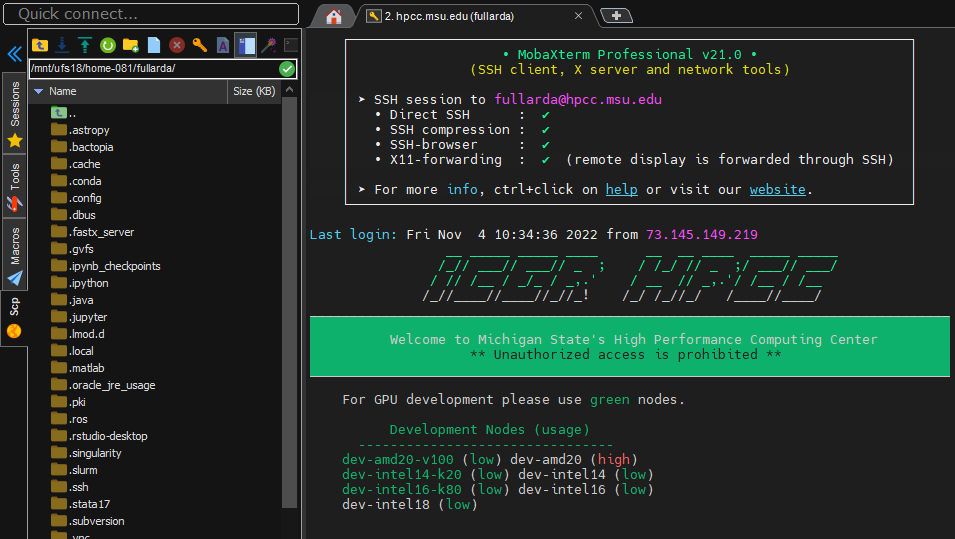 Quick connect...
2. hpcc.msu.edu (fullarda)
/mnt/ufs18/home-081/fullarda/
Name
Size (KB)
Sessions
Tools
Macros
Scp
..
.astropy
.bactopia
.cache
.conda
.config
.dbus
.fastx_server
.gvfs
.ipynb_checkpoints
.ipython
.java
.jupyter
.lmod.d
.local
.matlab
.oracle_jre_usage
.pki
.ros
.rstudio-desktop
.singularity
.slurm
.ssh
.stata17
.subversion
.vnc
• MobaXterm Professional v21.0 •
(SSH client, X server and network tools)
➤ SSH session to fullarda@hpcc.msu.edu
• Direct SSH : ✔
• SSH compression : ✔
• SSH-browser : ✔
• X11-forwarding : ✔ (remote display is forwarded through SSH)
➤ For more info, ctrl+click on help or visit our website.
Last login: Fri Nov 4 10:34:36 2022 from 73.145.149.219
Welcome to Michigan State's High Performance Computing Center
** Unauthorized access is prohibited **
For GPU development please use green nodes.
Development Nodes (usage)
--------------------------------
dev-amd20-v100 (low) dev-amd20 (high)
dev-intel14-k20 (low) dev-intel14 (low)
dev-intel16-k80 (low) dev-intel16 (low)
dev-intel18 (low)